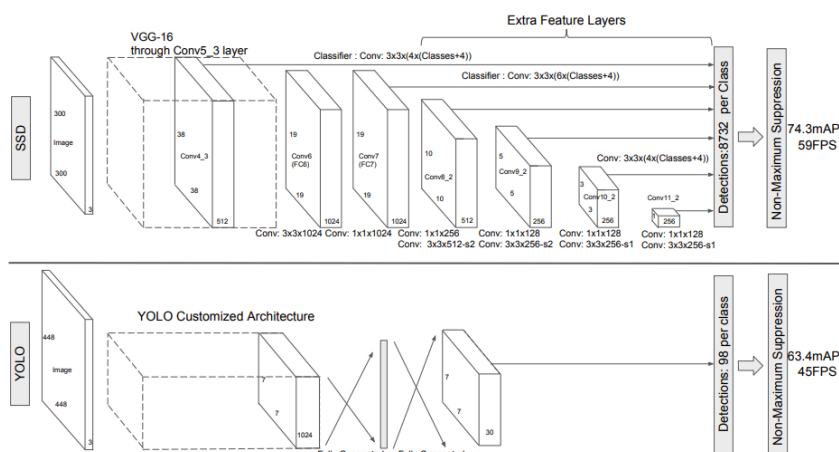 Extra Feature Layers
VGG-16
through Conv5_3 layer
Classifier : Conv: 3x3x(4x(Classes+4))
Classifier : Conv: 3x3x(6x(Classes+4))
SSD
300
Image
300
3
38
Conv4_3
38
512
19
Conv6
(FC6)
19
1024
19
Conv7
(FC7)
19
1024
10
Conv8_2
10
512
5
Conv9_2
5
256
Conv: 3x3x(4x(Classes+4))
3
Conv10_2
3
256
Conv11_2
1
256
Detections:8732 per Class
Non-Maximum Suppression
74.3mAP
59FPS
Conv: 3x3x1024
Conv: 1x1x1024
Conv: 1x1x256
Conv: 3x3x512-s2
Conv: 1x1x128
Conv: 3x3x256-s2
Conv: 1x1x128
Conv: 3x3x256-s1
Conv: 1x1x128
Conv: 3x3x256-s1
YOLO
YOLO Customized Architecture
448
Image
448
3
7
7
1024
7
7
30
Detections: 98 per class
Non-Maximum Suppression
63.4mAP
45FPS